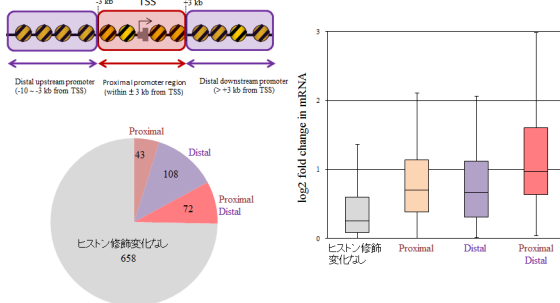 -3 kb
TSS
+3 kb
Distal upstream promoter
(-10 ~ -3 kb from TSS)
Proximal promoter region
(within ± 3 kb from TSS)
Distal downstream promoter
(> +3 kb from TSS)
Proximal
43
Distal
108
72
Proximal
Distal
ヒストン修飾変化なし
658
log2 fold change in mRNA
3
2
1
0
ヒストン修飾
変化なし
Proximal
Distal
Proximal
Distal